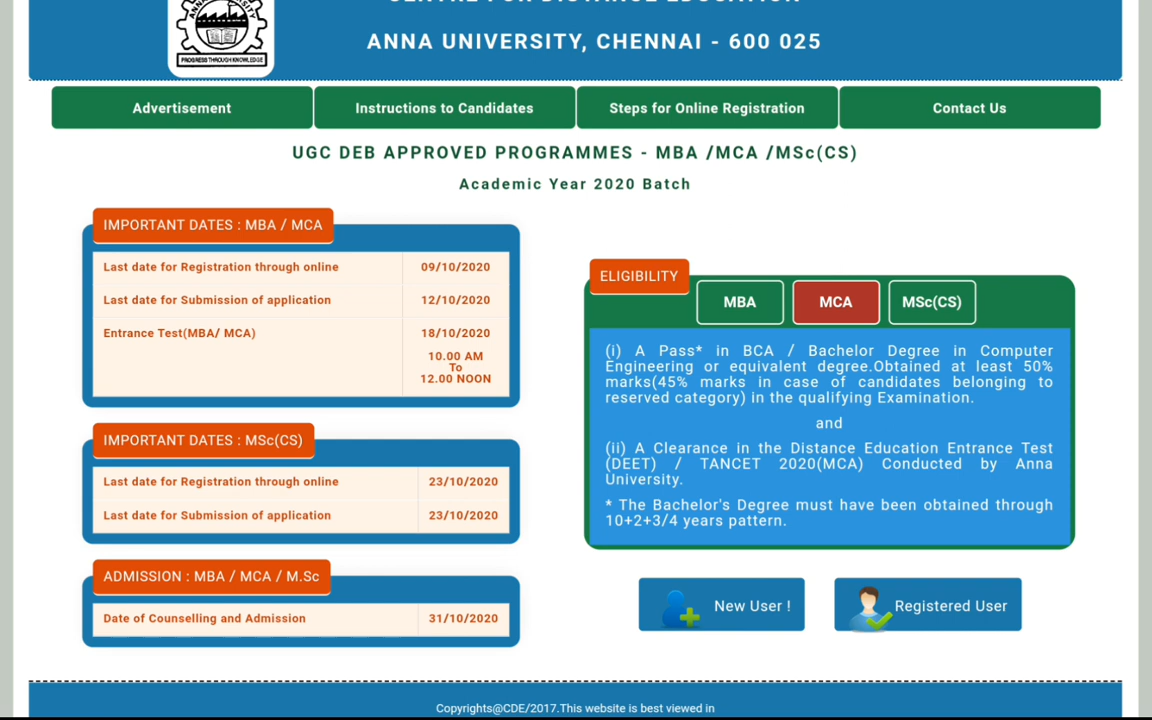 CENTRE FOR DISTANCE EDUCATION
ANNA UNIVERSITY, CHENNAI - 600 025
PROGRESS THROUGH KNOWLEDGE
Advertisement
Instructions to Candidates
Steps for Online Registration
Contact Us
UGC DEB APPROVED PROGRAMMES - MBA /MCA /MSc(CS)
Academic Year 2020 Batch
IMPORTANT DATES : MBA / MCA
Last date for Registration through online 09/10/2020
Last date for Submission of application 12/10/2020
Entrance Test(MBA/ MCA) 18/10/2020
10.00 AM
To
12.00 NOON
IMPORTANT DATES : MSc(CS)
Last date for Registration through online 23/10/2020
Last date for Submission of application 23/10/2020
ADMISSION : MBA / MCA / M.Sc
Date of Counselling and Admission 31/10/2020
ELIGIBILITY
MBA
MCA
MSc(CS)
(i) A Pass* in BCA / Bachelor Degree in Computer
Engineering or equivalent degree.Obtained at least 50%
marks(45% marks in case of candidates belonging to
reserved category) in the qualifying Examination.
and
(ii) A Clearance in the Distance Education Entrance Test
(DEET) / TANCET 2020(MCA) Conducted by Anna
University.
* The Bachelor's Degree must have been obtained through
10+2+3/4 years pattern.
New User !
Registered User
Copyrights@CDE/2017.This website is best viewed in